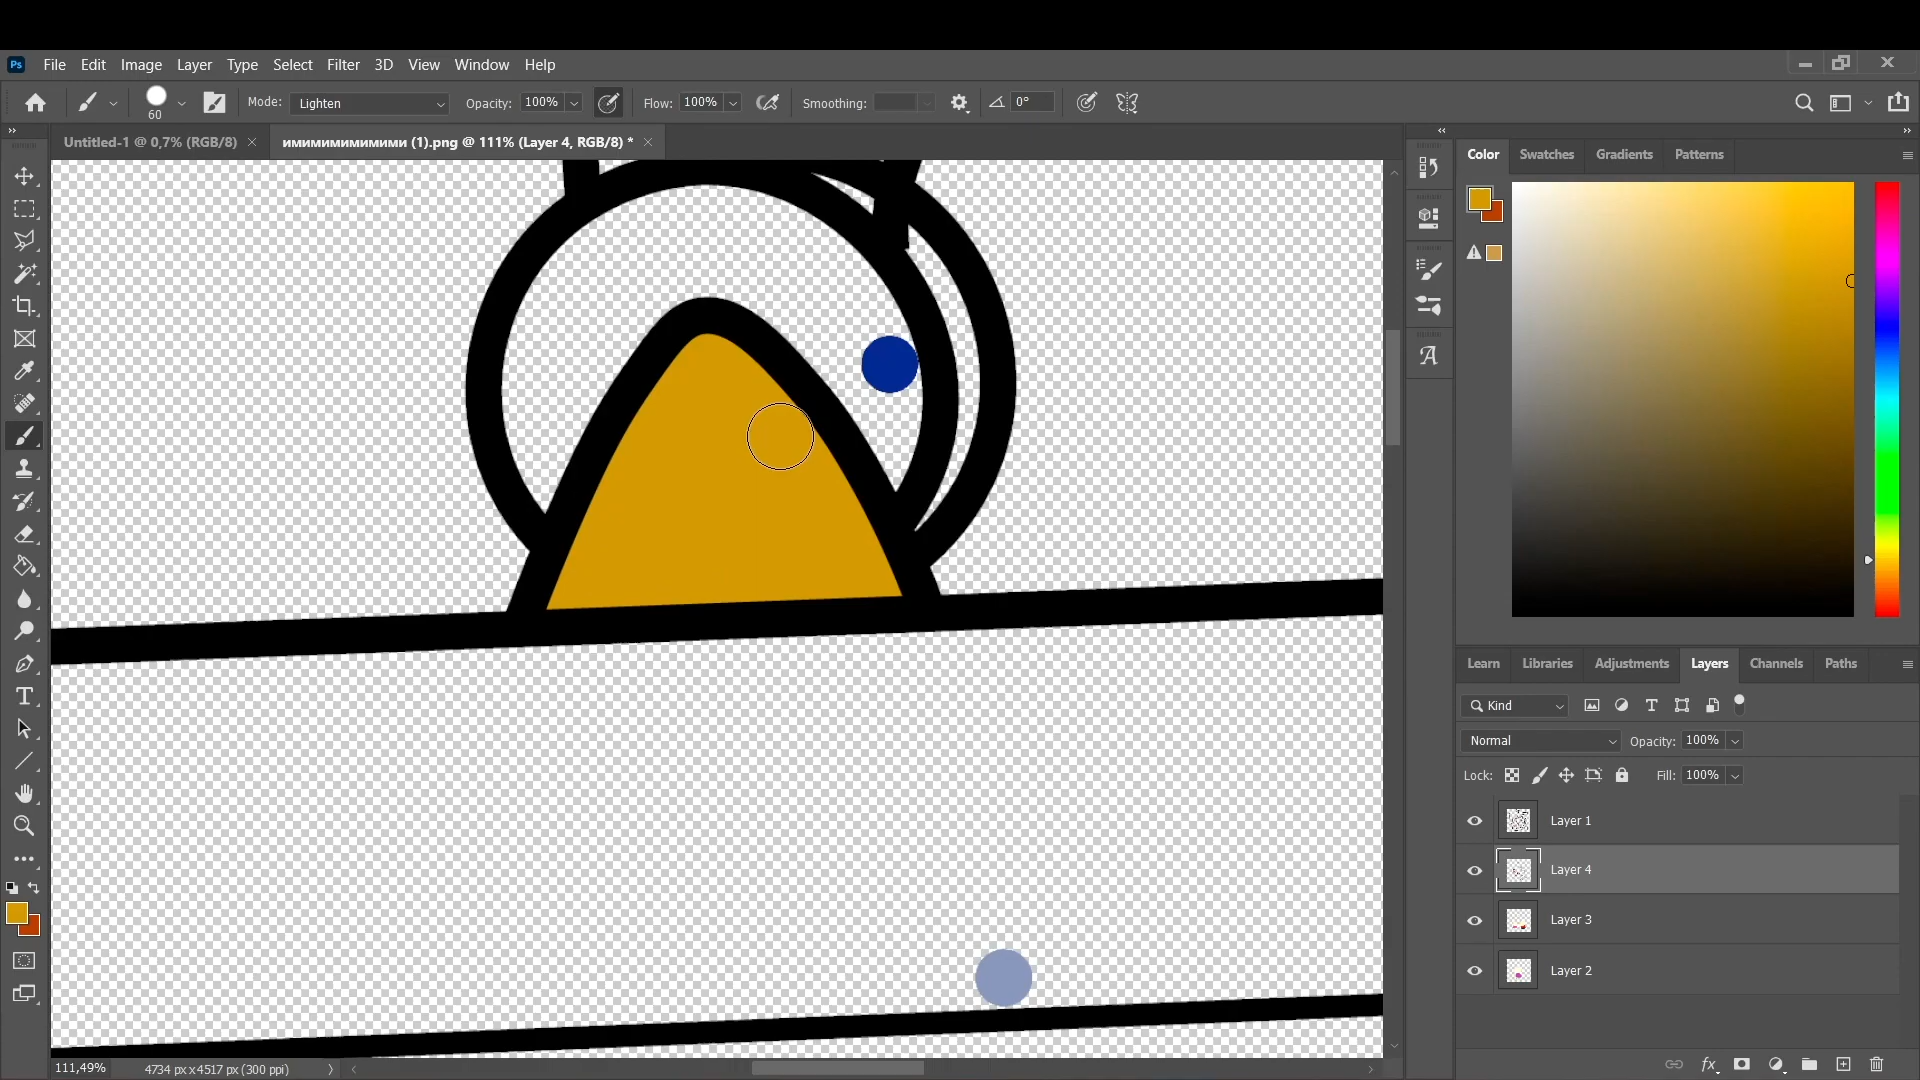 Ps File Edit Image Layer Type Select Filter 3D View Window Help
60 Mode: Lighten Opacity: 100% Flow: 100% Smoothing: 0°
Untitled-1 @ 0,7% (RGB/8) × имимимимимими (1).png @ 111% (Layer 4, RGB/8) * ×
Color Swatches Gradients Patterns
Learn Libraries Adjustments Layers Channels Paths
Kind
Normal Opacity: 100%
Lock: Fill: 100%
Layer 1
Layer 4
Layer 3
Layer 2
fx
111,49% 4734 px x 4517 px (300 ppi)